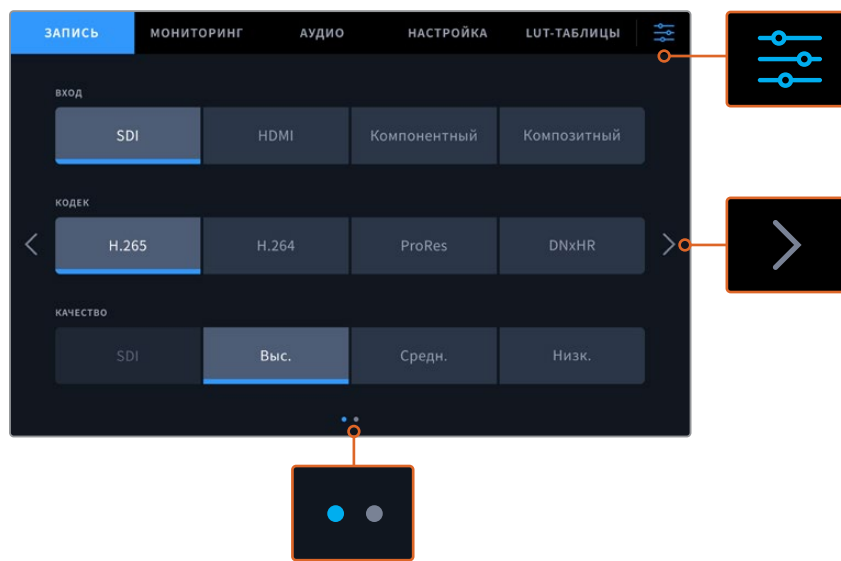 ЗАПИСЬ МОНИТОРИНГ АУДИО НАСТРОЙКА LUT-ТАБЛИЦЫ
ВХОД
SDI HDMI Компонентный Композитный
КОДЕК
H.265 H.264 ProRes DNxHR
КАЧЕСТВО
SDI Выс. Средн. Низк.